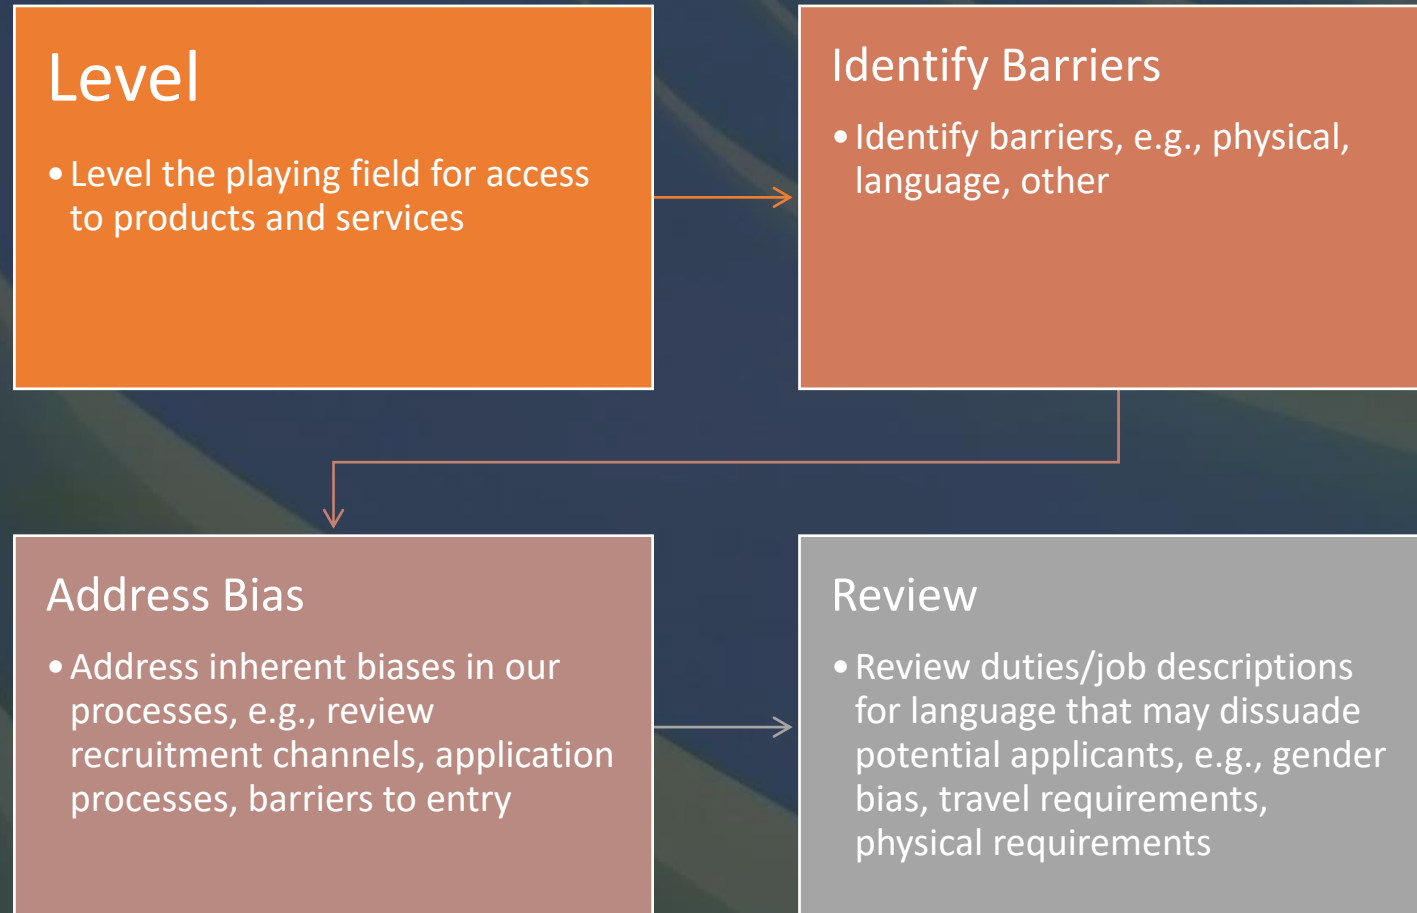 Level
• Level the playing field for access
to products and services
Identify Barriers
• Identify barriers, e.g., physical,
language, other
Address Bias
• Address inherent biases in our
processes, e.g., review
recruitment channels, application
processes, barriers to entry
Review
• Review duties/job descriptions
for language that may dissuade
potential applicants, e.g., gender
bias, travel requirements,
physical requirements